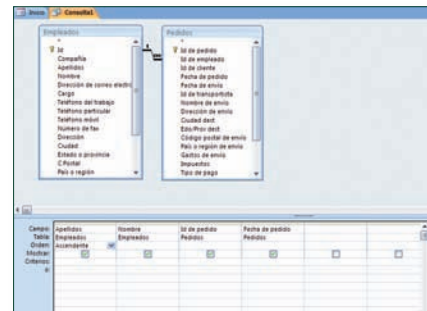 Inicio Consulta1
Empleados
*
Id
Compañía
Apellidos
Nombre
Dirección de correo electró
Cargo
Teléfono del trabajo
Teléfono particular
Teléfono móvil
Número de fax
Dirección
Ciudad
Estado o provincia
C.Postal
País o región
Pedidos
*
Id de pedido
Id de empleado
Id de cliente
Fecha de pedido
Fecha de envío
Id de transportista
Nombre de envío
Dirección de envío
Ciudad dest
Edo/Prov dest
Código postal de envío
País o región de envío
Gastos de envío
Impuestos
Tipo de pago
Campo: Apellidos Nombre Id de pedido Fecha de pedido
Tabla: Empleados Empleados Pedidos Pedidos
Orden: Ascendente
Mostrar:
Criterios:
o: